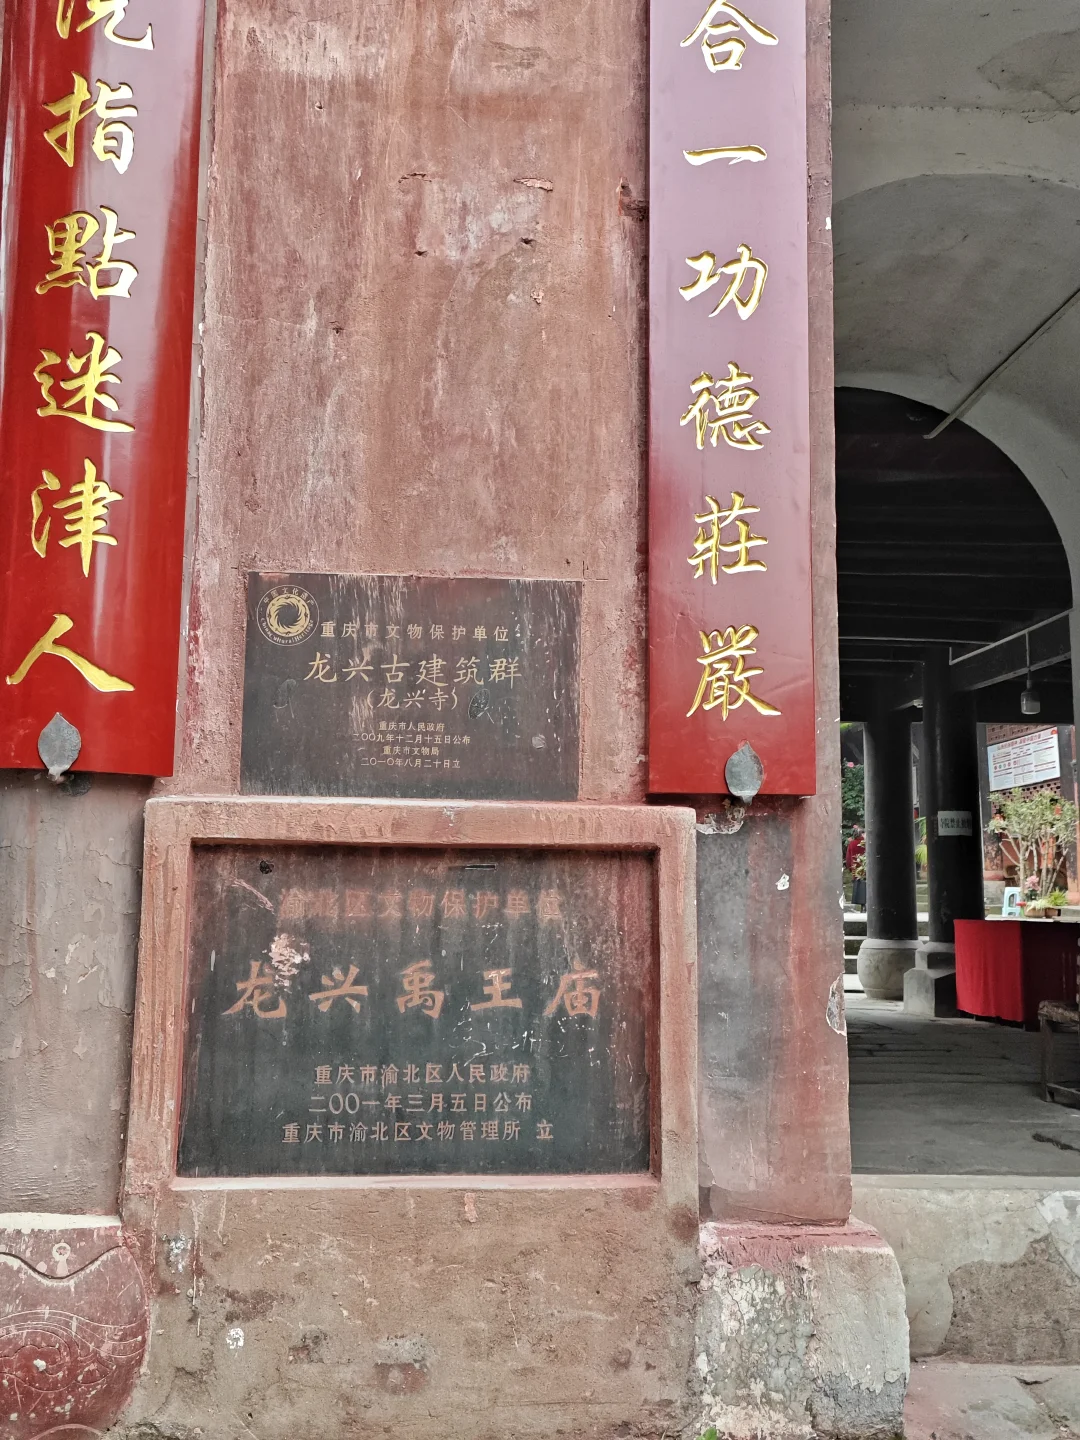 合一功德莊嚴
指點迷津人
重庆市文物保护单位
龙兴古建筑群
(龙兴寺)
重庆市人民政府
二〇〇九年十二月十五日公布
重庆市文物局
二〇一〇年八月二十日立
渝北区文物保护单位
龙兴禹王庙
重庆市渝北区人民政府
二〇〇一年三月五日公布
重庆市渝北区文物管理所 立